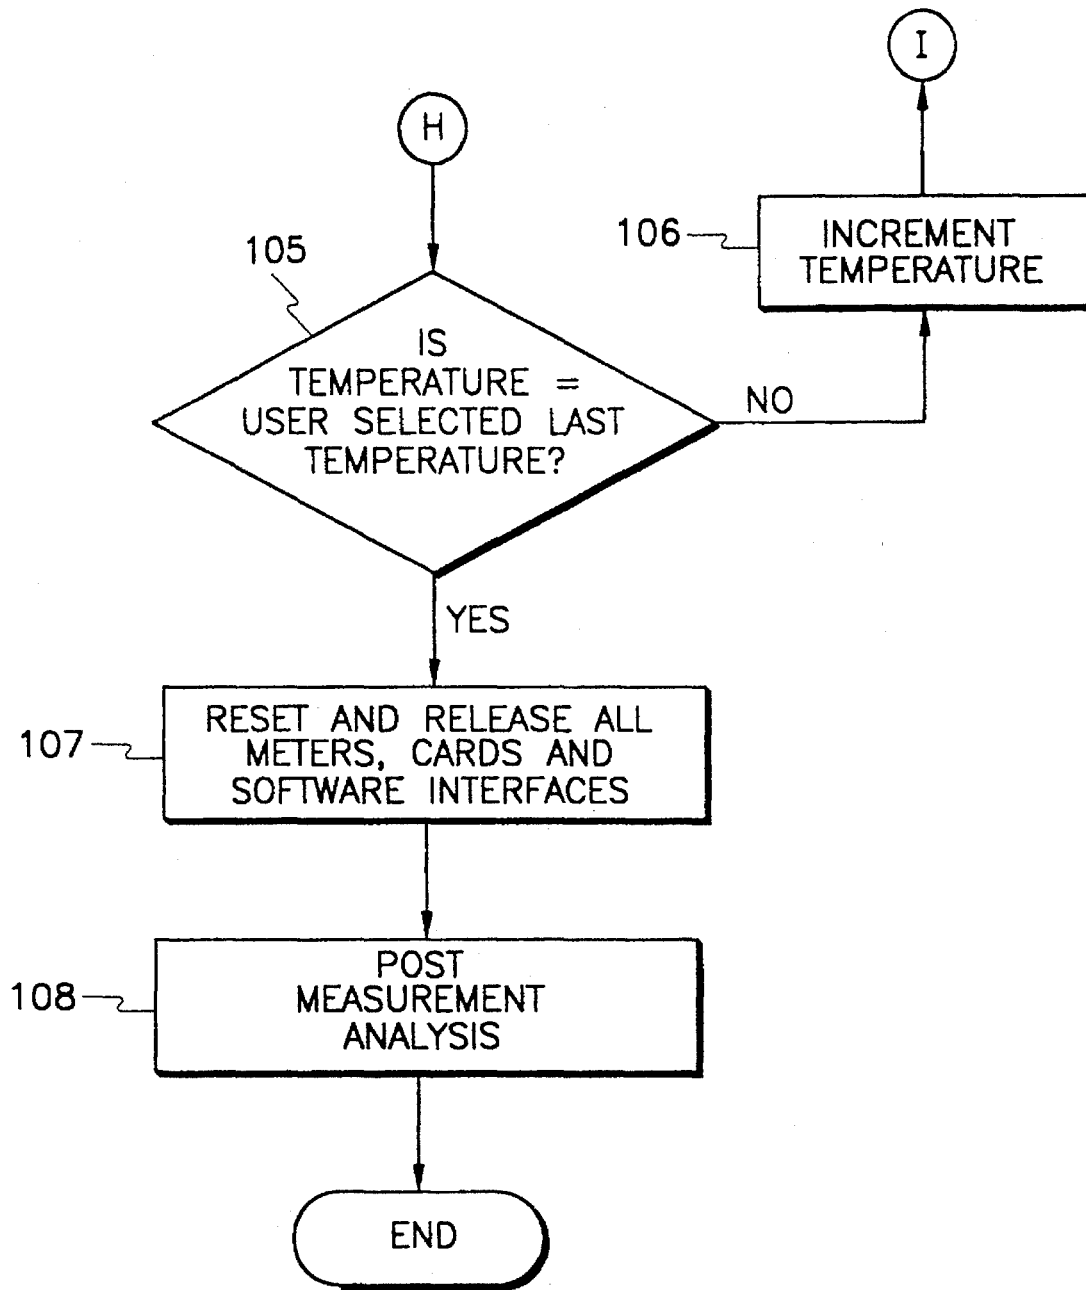 I
H
106
INCREMENT
TEMPERATURE
105
IS
TEMPERATURE =
USER SELECTED LAST
TEMPERATURE?
NO
YES
107
RESET AND RELEASE ALL
METERS, CARDS AND
SOFTWARE INTERFACES
108
POST
MEASUREMENT
ANALYSIS
END